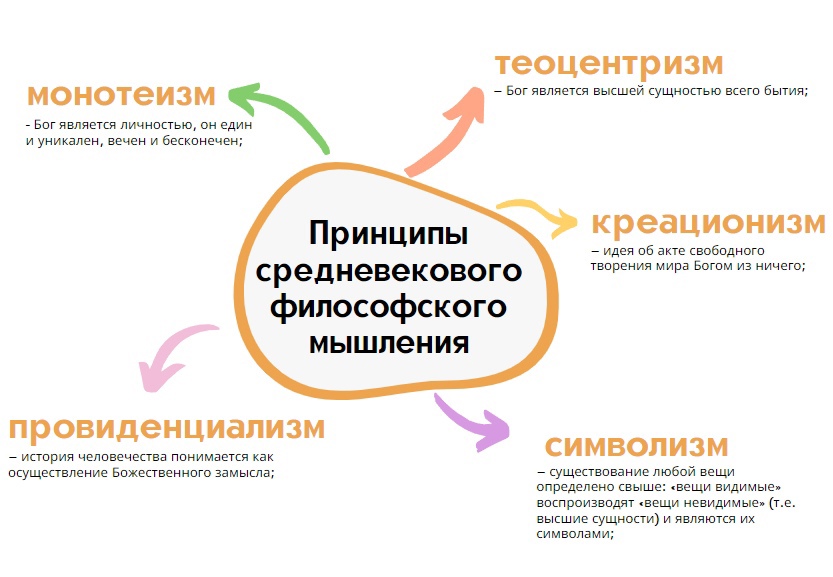 теоцентризм
– Бог является высшей сущностью всего бытия;
монотеизм
- Бог является личностью, он един
и уникален, вечен и бесконечен;
креационизм
– идея об акте свободного
творения мира Богом из ничего;
Принципы
средневекового
философского
мышления
провиденциализм
– история человечества понимается как
осуществление Божественного замысла;
символизм
– существование любой вещи
определено свыше: «вещи видимые»
воспроизводят «вещи невидимые» (т.е.
высшие сущности) и являются их
символами;